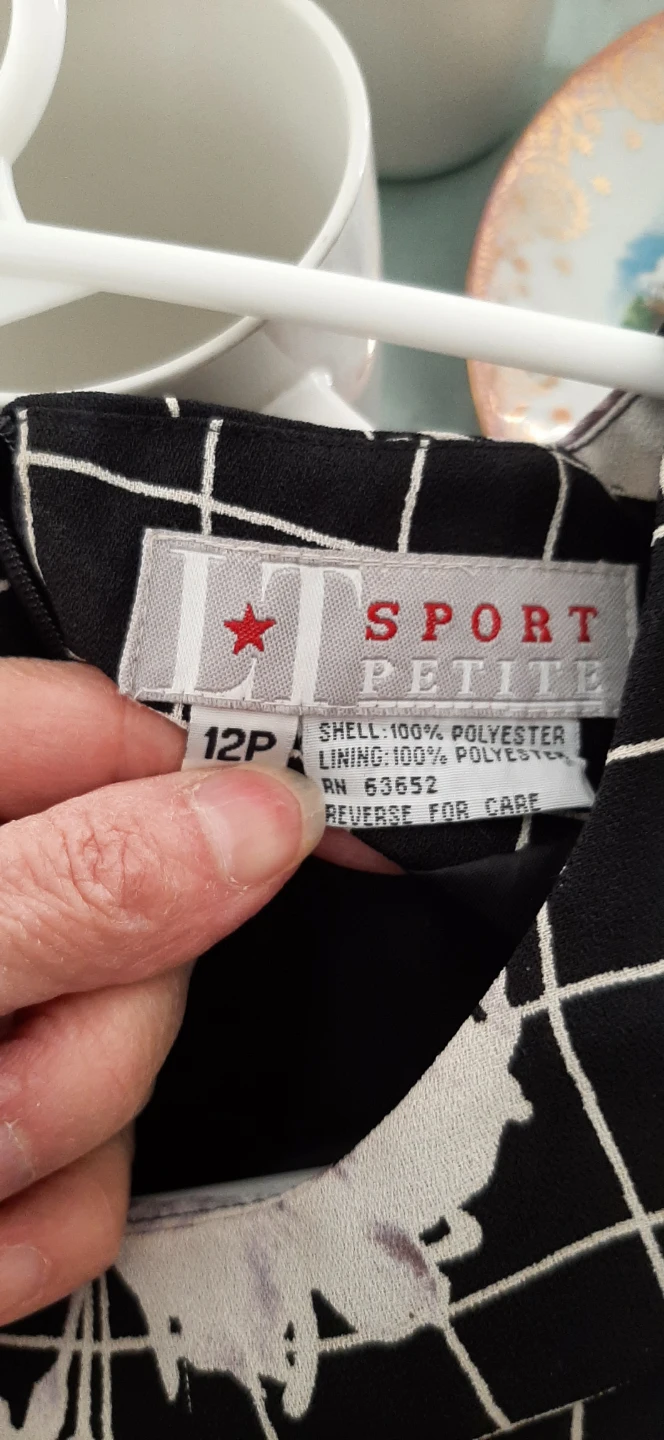 LT SPORT
PETITE
12P
SHELL:100% POLYESTER
LINING:100% POLYESTER
RN 63652
REVERSE FOR CARE